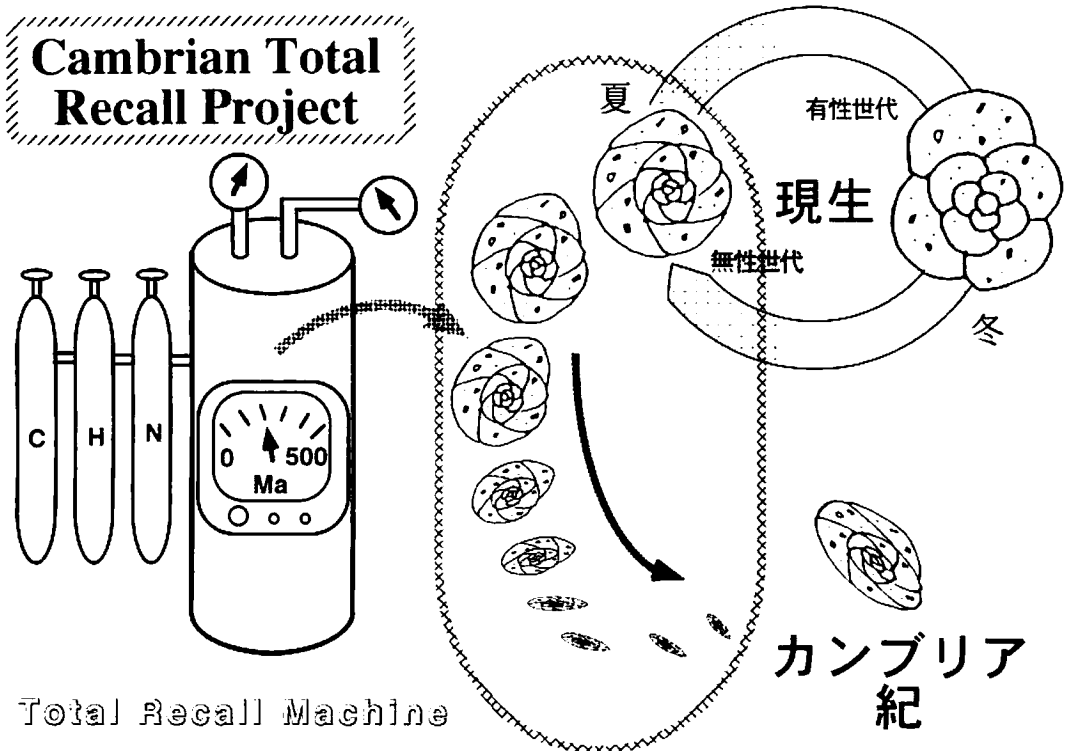 Cambrian Total
Recall Project
夏
有性世代
現生
無性世代
冬
C
H
N
0
500
Ma
カンブリア
紀
Total Recall Machine